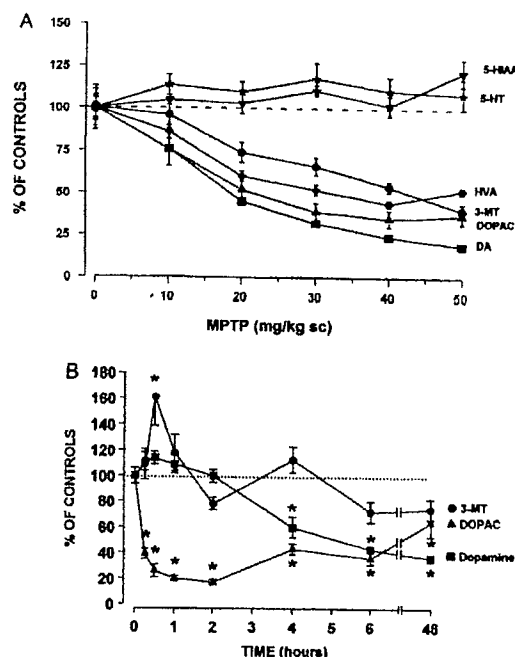 A
150
125
100
75
50
25
0
% OF CONTROLS
5-HIAA
5-HT
HVA
3-MT
DOPAC
DA
0 10 20 30 40 50
MPTP (mg/kg sc)
B
180
160
140
120
100
80
60
40
20
0
% OF CONTROLS
* * * * * * * * * * *
3-MT
DOPAC
Dopamine
0 1 2 4 6 48
TIME (hours)